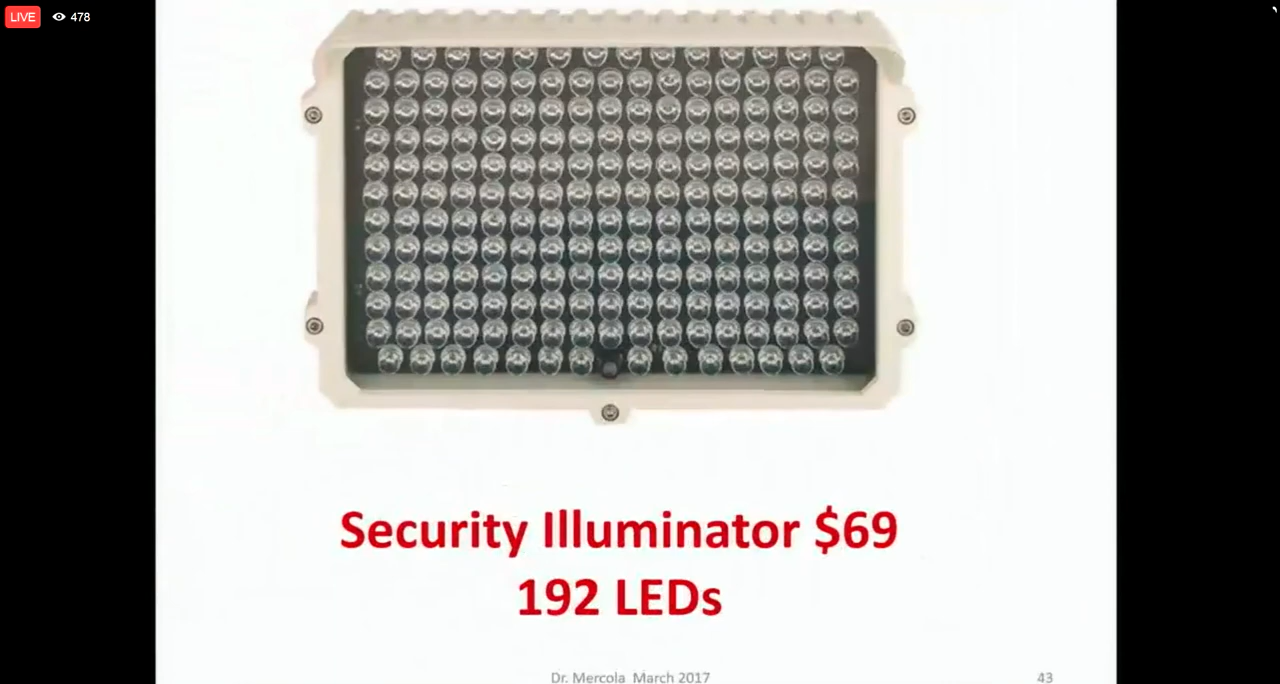 LIVE 478
Security Illuminator $69
192 LEDs
Dr. Mercola March 2017 43